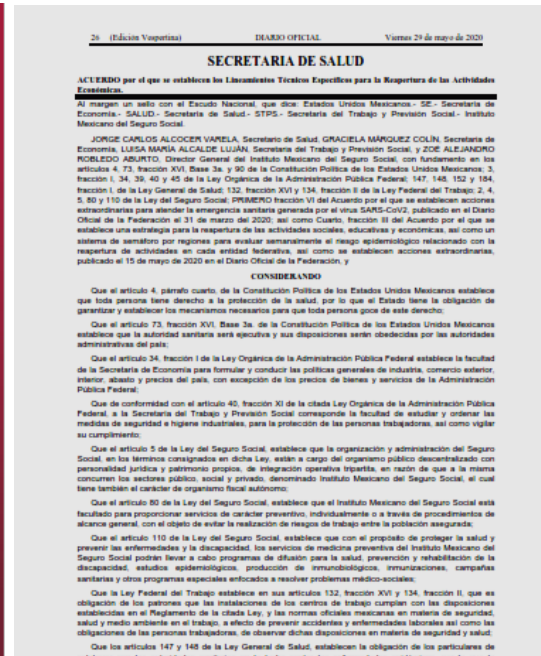 26 (Edición Vespertina) DIARIO OFICIAL Viernes 29 de mayo de 2020
SECRETARIA DE SALUD
ACUERDO por el que se establecen los Lineamientos Técnicos Específicos para la Reapertura de las Actividades
Económicas.
Al margen un sello con el Escudo Nacional, que dice: Estados Unidos Mexicanos.- SE.- Secretaría de
Economía.- SALUD.- Secretaría de Salud.- STPS.- Secretaría del Trabajo y Previsión Social.- Instituto
Mexicano del Seguro Social.
JORGE CARLOS ALCOCER VARELA, Secretario de Salud, GRACIELA MÁRQUEZ COLÍN, Secretaria de
Economía, LUISA MARÍA ALCALDE LUJÁN, Secretaria del Trabajo y Previsión Social, y ZOÉ ALEJANDRO
ROBLEDO ABURTO, Director General del Instituto Mexicano del Seguro Social, con fundamento en los
artículos 4, 73, fracción XVI, Base 3a. y 90 de la Constitución Política de los Estados Unidos Mexicanos; 3,
fracción I, 34, 39, 40 y 45 de la Ley Orgánica de la Administración Pública Federal; 147, 148, 152 y 184,
fracción I, de la Ley General de Salud; 132, fracción XVI y 134, fracción II de la Ley Federal del Trabajo; 2, 4,
5, 80 y 110 de la Ley del Seguro Social; PRIMERO fracción VI del Acuerdo por el que se establecen acciones
extraordinarias para atender la emergencia sanitaria generada por el virus SARS-CoV2, publicado en el Diario
Oficial de la Federación el 31 de marzo del 2020; así como Cuarto, fracción III del Acuerdo por el que se
establece una estrategia para la reapertura de las actividades sociales, educativas y económicas, así como un
sistema de semáforo por regiones para evaluar semanalmente el riesgo epidemiológico relacionado con la
reapertura de actividades en cada entidad federativa, así como se establecen acciones extraordinarias,
publicado el 15 de mayo de 2020 en el Diario Oficial de la Federación, y
CONSIDERANDO
Que el artículo 4, párrafo cuarto, de la Constitución Política de los Estados Unidos Mexicanos establece
que toda persona tiene derecho a la protección de la salud, por lo que el Estado tiene la obligación de
garantizar y establecer los mecanismos necesarios para que toda persona goce de este derecho;
Que el artículo 73, fracción XVI, Base 3a. de la Constitución Política de los Estados Unidos Mexicanos
establece que la autoridad sanitaria será ejecutiva y sus disposiciones serán obedecidas por las autoridades
administrativas del país;
Que el artículo 34, fracción I de la Ley Orgánica de la Administración Pública Federal establece la facultad
de la Secretaría de Economía para formular y conducir las políticas generales de industria, comercio exterior,
interior, abasto y precios del país, con excepción de los precios de bienes y servicios de la Administración
Pública Federal;
Que de conformidad con el artículo 40, fracción XI de la citada Ley Orgánica de la Administración Pública
Federal, a la Secretaría del Trabajo y Previsión Social corresponde la facultad de estudiar y ordenar las
medidas de seguridad e higiene industriales, para la protección de las personas trabajadoras, así como vigilar
su cumplimiento;
Que el artículo 5 de la Ley del Seguro Social, establece que la organización y administración del Seguro
Social, en los términos consignados en dicha Ley, están a cargo del organismo público descentralizado con
personalidad jurídica y patrimonio propios, de integración operativa tripartita, en razón de que a la misma
concurren los sectores público, social y privado, denominado Instituto Mexicano del Seguro Social, el cual
tiene también el carácter de organismo fiscal autónomo;
Que el artículo 80 de la Ley del Seguro Social, establece que el Instituto Mexicano del Seguro Social está
facultado para proporcionar servicios de carácter preventivo, individualmente o a través de procedimientos de
alcance general, con el objeto de evitar la realización de riesgos de trabajo entre la población asegurada;
Que el artículo 110 de la Ley del Seguro Social, establece que con el propósito de proteger la salud y
prevenir las enfermedades y la discapacidad, los servicios de medicina preventiva del Instituto Mexicano del
Seguro Social podrán llevar a cabo programas de difusión para la salud, prevención y rehabilitación de la
discapacidad, estudios epidemiológicos, producción de inmunobiológicos, inmunizaciones, campañas
sanitarias y otros programas especiales enfocados a resolver problemas médico-sociales;
Que la Ley Federal del Trabajo establece en sus artículos 132, fracción XVI y 134, fracción II, que es
obligación de los patrones que las instalaciones de los centros de trabajo cumplan con las disposiciones
establecidas en el Reglamento de la citada Ley, y las normas oficiales mexicanas en materia de seguridad,
salud y medio ambiente en el trabajo, a efecto de prevenir accidentes y enfermedades laborales así como las
obligaciones de las personas trabajadoras, de observar dichas disposiciones en materia de seguridad y salud;
Que los artículos 147 y 148 de la Ley General de Salud, establecen la obligación de los particulares de